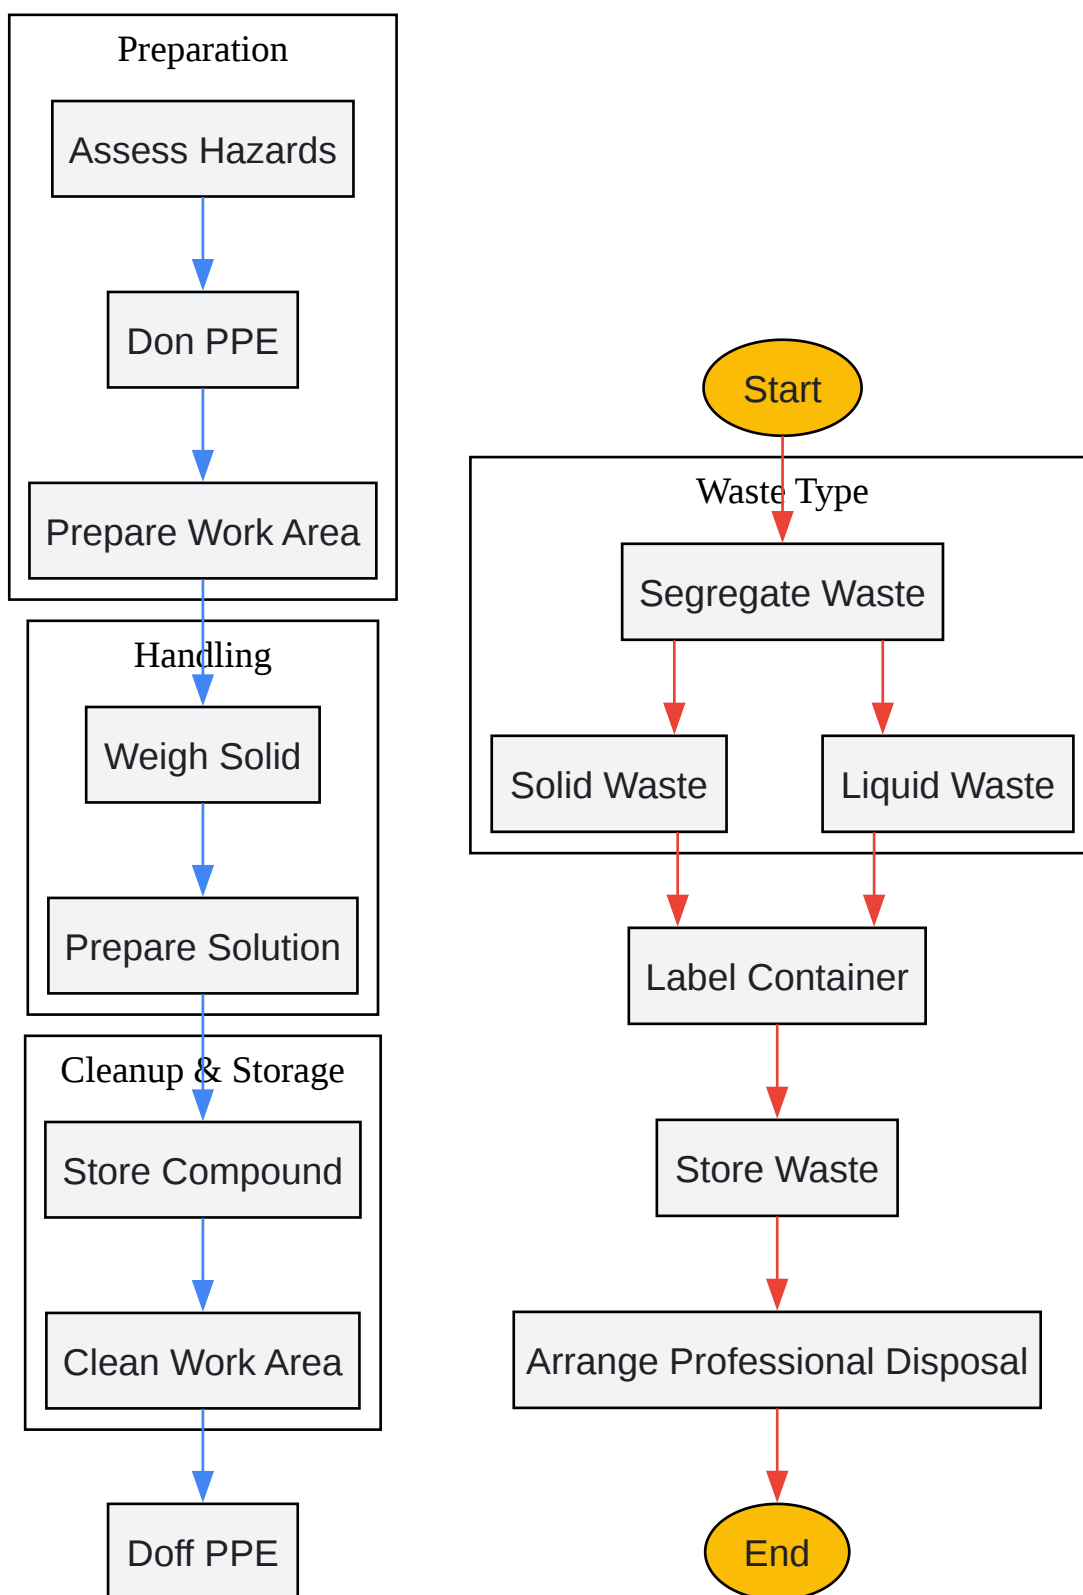 Preparation
Assess Hazards
Don PPE
Prepare Work Area
Handling
Weigh Solid
Prepare Solution
Cleanup & Storage
Store Compound
Clean Work Area
Doff PPE
Start
Waste Type
Segregate Waste
Solid Waste
Liquid Waste
Label Container
Store Waste
Arrange Professional Disposal
End